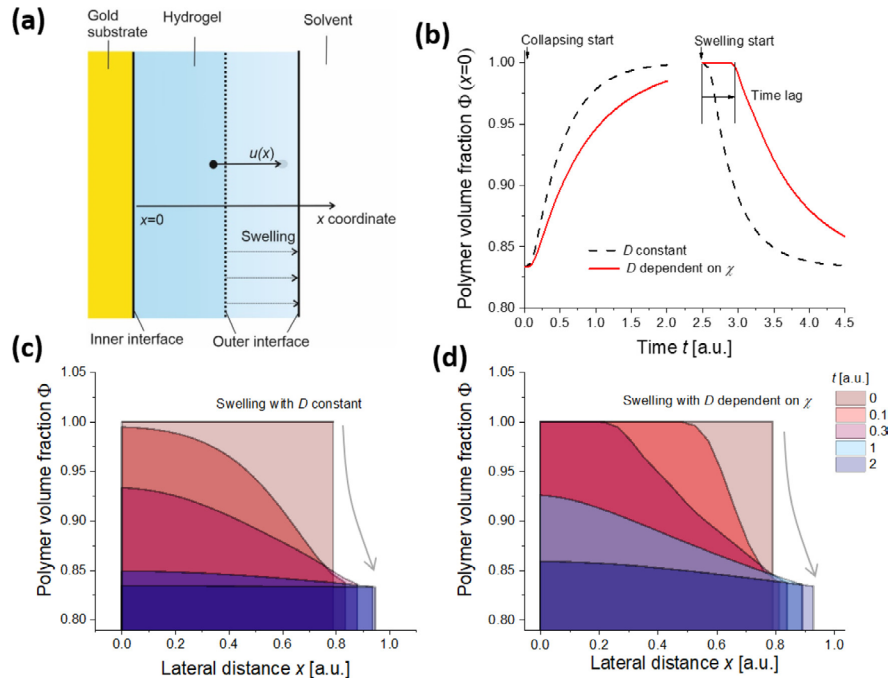 (a)
Gold
substrate
Hydrogel
Solvent
u(x)
x=0
x coordinate
Swelling
Inner interface
Outer interface
(b)
Collapsing start
Swelling start
Time lag
D constant
D dependent on χ
Polymer volume fraction Φ (x=0)
1.00
0.95
0.90
0.85
0.80
0.0 0.5 1.0 1.5 2.0 2.5 3.0 3.5 4.0 4.5
Time t [a.u.]
(c)
Swelling with D constant
Polymer volume fraction Φ
1.05
1.00
0.95
0.90
0.85
0.80
0.0 0.2 0.4 0.6 0.8 1.0
Lateral distance x [a.u.]
(d)
Swelling with D dependent on χ
Polymer volume fraction Φ
1.05
1.00
0.95
0.90
0.85
0.80
0.0 0.2 0.4 0.6 0.8 1.0
Lateral distance x [a.u.]
t [a.u.]
0
0.1
0.3
1
2